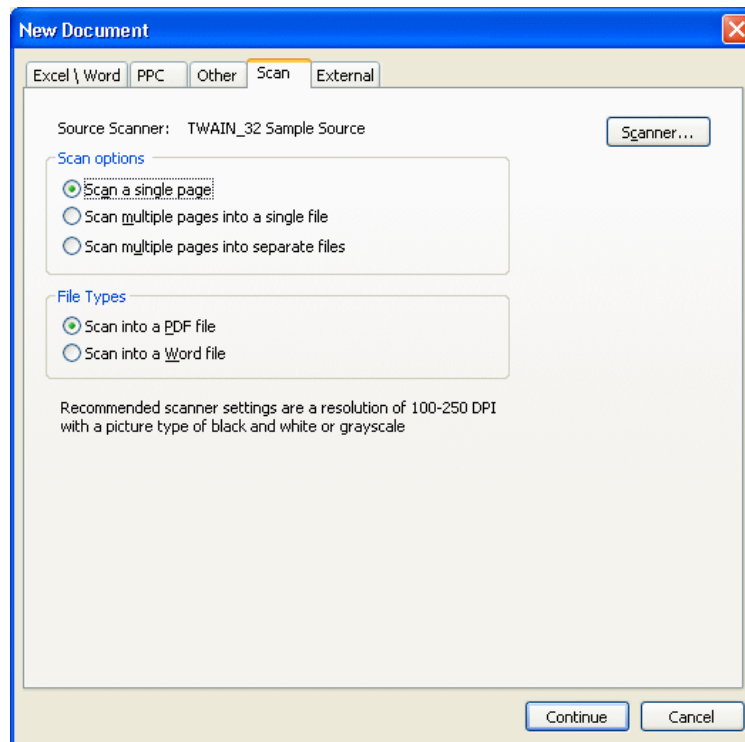 New Document
Excel \ Word PPC Other Scan External
Source Scanner: TWAIN_32 Sample Source Scanner...
Scan options
Scan a single page
Scan multiple pages into a single file
Scan multiple pages into separate files
File Types
Scan into a PDF file
Scan into a Word file
Recommended scanner settings are a resolution of 100-250 DPI
with a picture type of black and white or grayscale
Continue Cancel